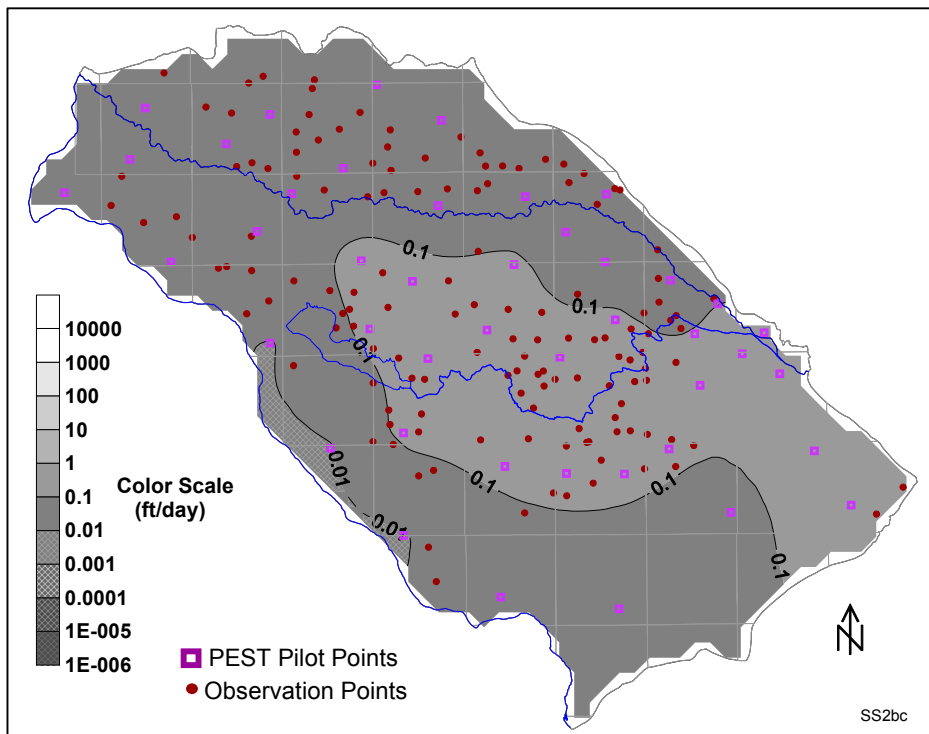 0.1
0.1
0.1
0.01
0.01
0.1
0.1
0.1
10000
1000
100
10
1
0.1
0.01
0.001
0.0001
1E-005
1E-006
Color Scale
(ft/day)
PEST Pilot Points
Observation Points
N
SS2bc